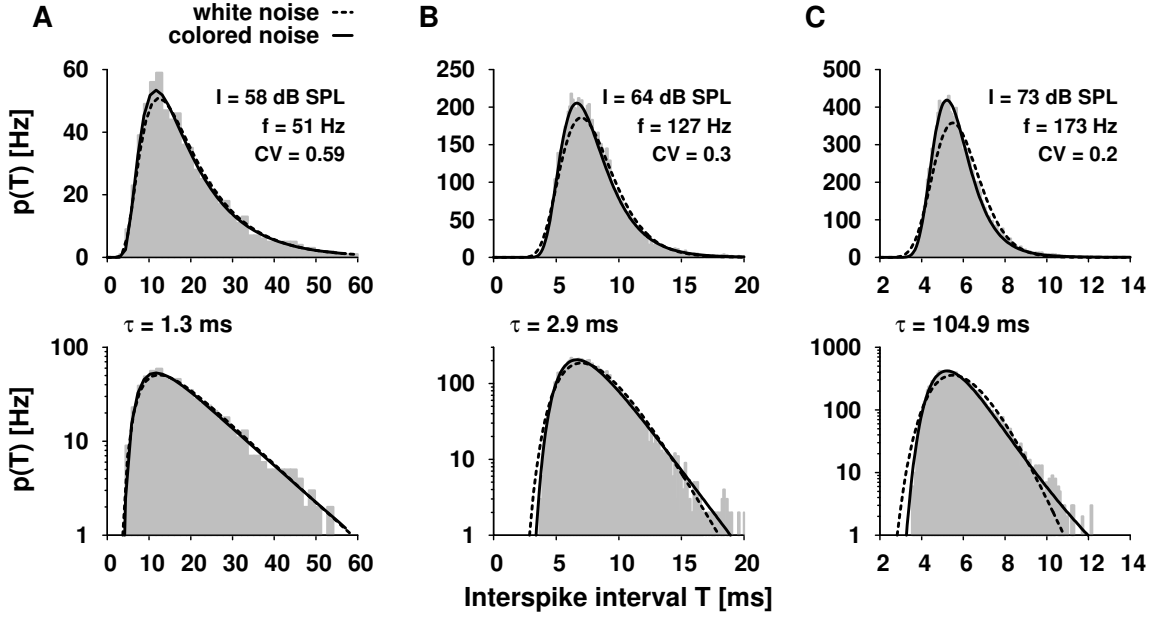 A
white noise
colored noise
p(T) [Hz]
60
40
20
0
I = 58 dB SPL
f = 51 Hz
CV = 0.59
0 10 20 30 40 50 60
B
250
200
150
100
50
0
I = 64 dB SPL
f = 127 Hz
CV = 0.3
0 5 10 15 20
C
500
400
300
200
100
0
I = 73 dB SPL
f = 173 Hz
CV = 0.2
2 4 6 8 10 12 14
τ = 1.3 ms
p(T) [Hz]
100
10
1
0 10 20 30 40 50 60
τ = 2.9 ms
100
10
1
0 5 10 15 20
τ = 104.9 ms
1000
100
10
1
2 4 6 8 10 12 14
Interspike interval T [ms]